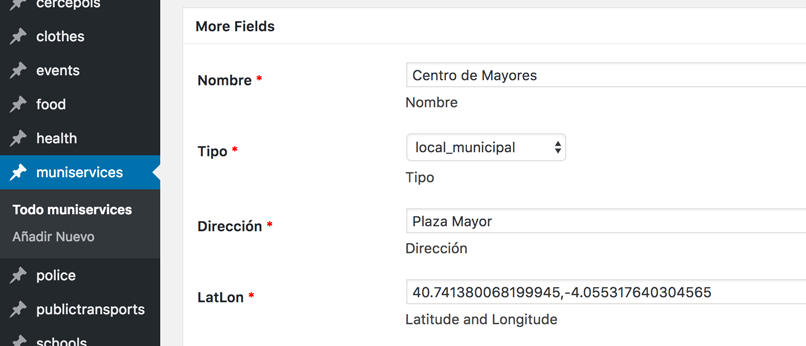 cercepois
clothes
events
food
health
muniservices
Todo muniservices
Añadir Nuevo
police
publictransports
schools
More Fields
Nombre *
Centro de Mayores
Nombre
Tipo *
local_municipal
Tipo
Dirección *
Plaza Mayor
Dirección
LatLon *
40.741380068199945,-4.055317640304565
Latitude and Longitude